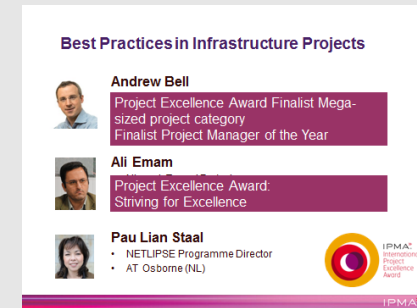 Best Practices in Infrastructure Projects
Andrew Bell
Project Excellence Award Finalist Mega-
sized project category
Finalist Project Manager of the Year
Ali Emam
Project Excellence Award:
Striving for Excellence
Pau Lian Staal
• NETLIPSE Programme Director
• AT Osborne (NL)
IPMA
International
Project
Excellence
Award
IPMA